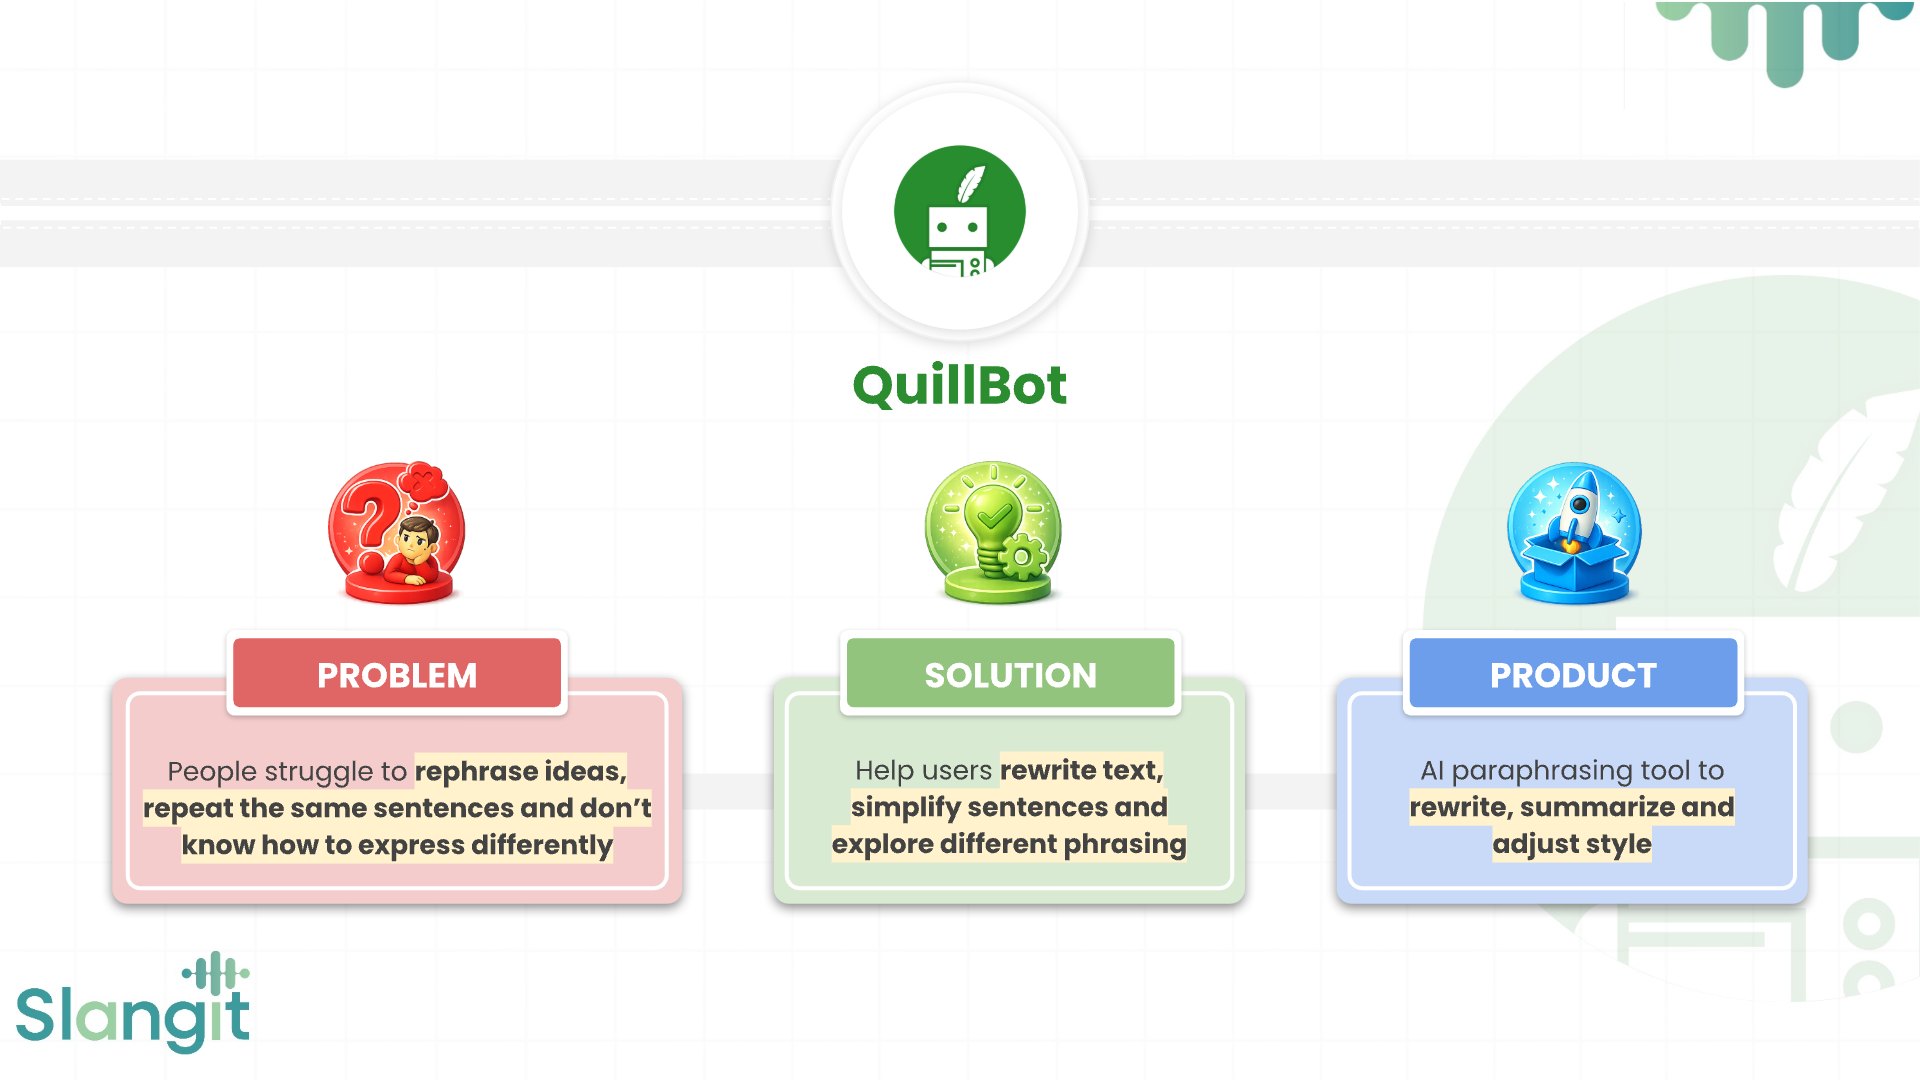 QuillBot
PROBLEM
People struggle to rephrase ideas,
repeat the same sentences and don’t
know how to express differently
SOLUTION
Help users rewrite text,
simplify sentences and
explore different phrasing
PRODUCT
AI paraphrasing tool to
rewrite, summarize and
adjust style
Slangit